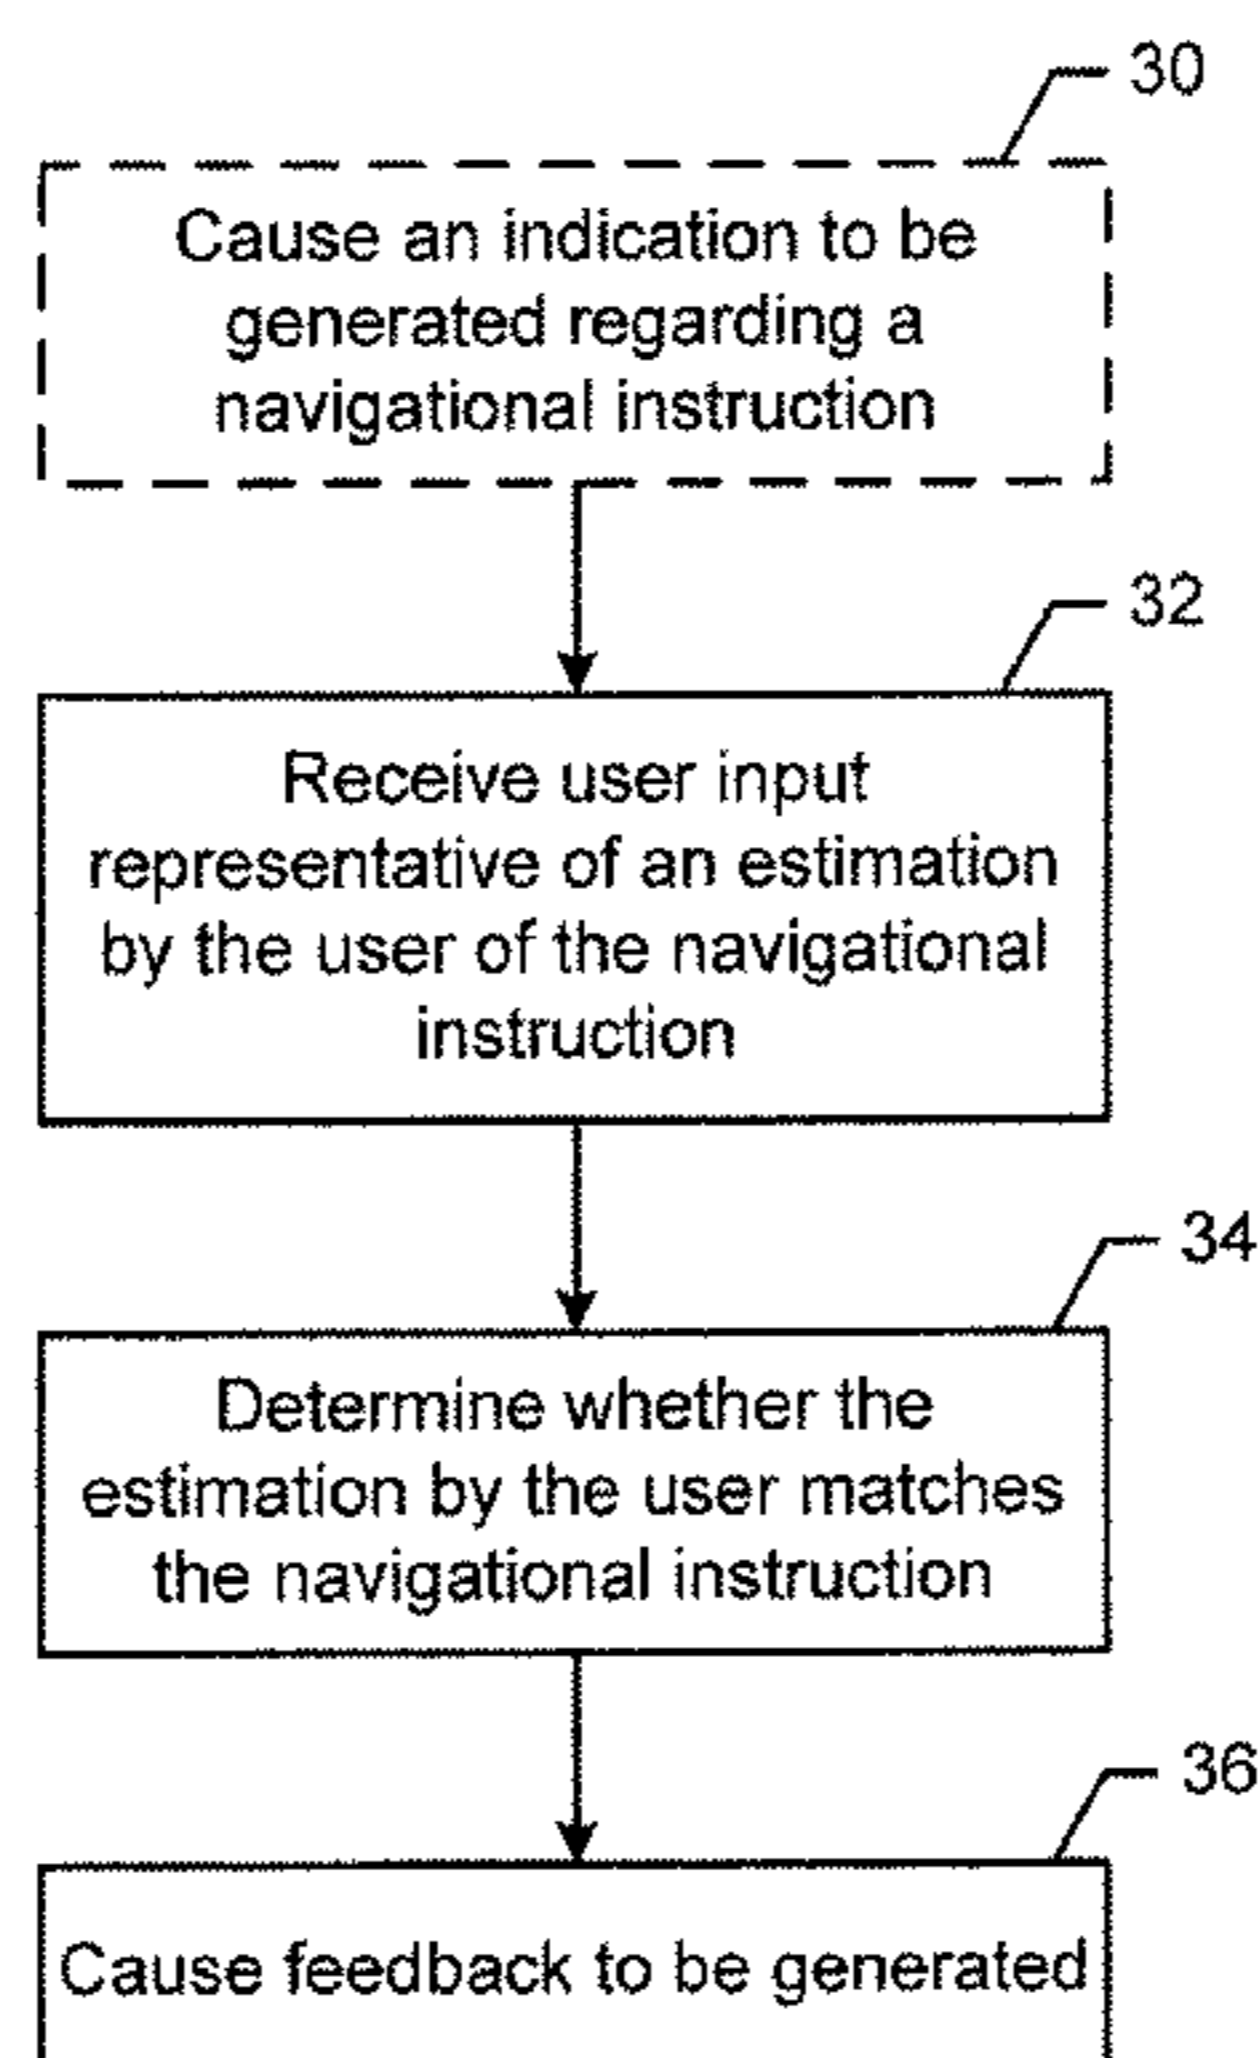 30
Cause an indication to be
generated regarding a
navigational instruction
32
Receive user input
representative of an estimation
by the user of the navigational
instruction
34
Determine whether the
estimation by the user matches
the navigational instruction
36
Cause feedback to be generated